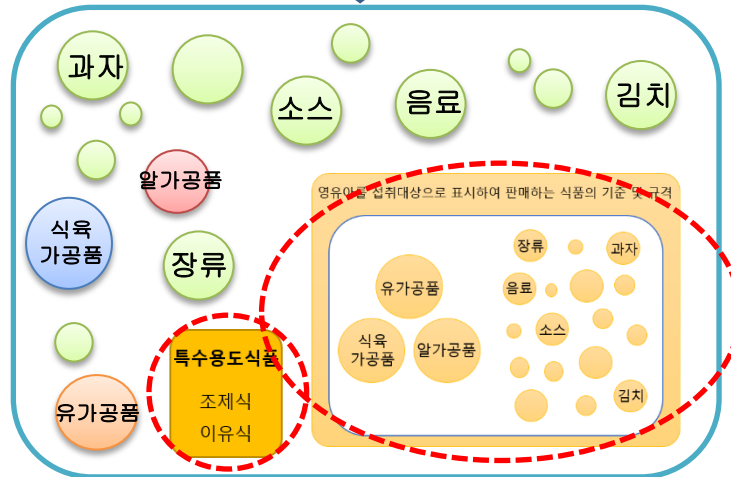 과자
소스
음료
김치
알가공품
식육
가공품
장류
유가공품
특수용도식품
조제식
이유식
영유아를 섭취대상으로 표시하여 판매하는 식품의 기준 및 규격
장류
과자
유가공품
음료
식육
가공품
알가공품
소스
김치